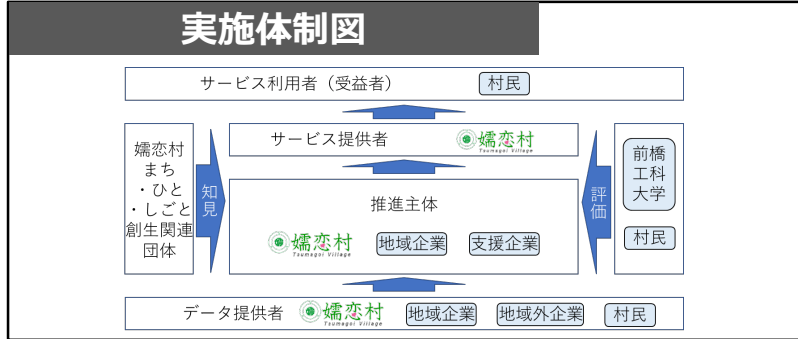 実施体制図
サービス利用者（受益者）
村民
サービス提供者
嬬恋村
Tsumagoi Village
嬬恋村
まち
・ひと
・しごと
創生関連
団体
知見
推進主体
嬬恋村
Tsumagoi Village
地域企業
支援企業
評価
前橋
工科
大学
村民
データ提供者
嬬恋村
Tsumagoi Village
地域企業
地域外企業
村民